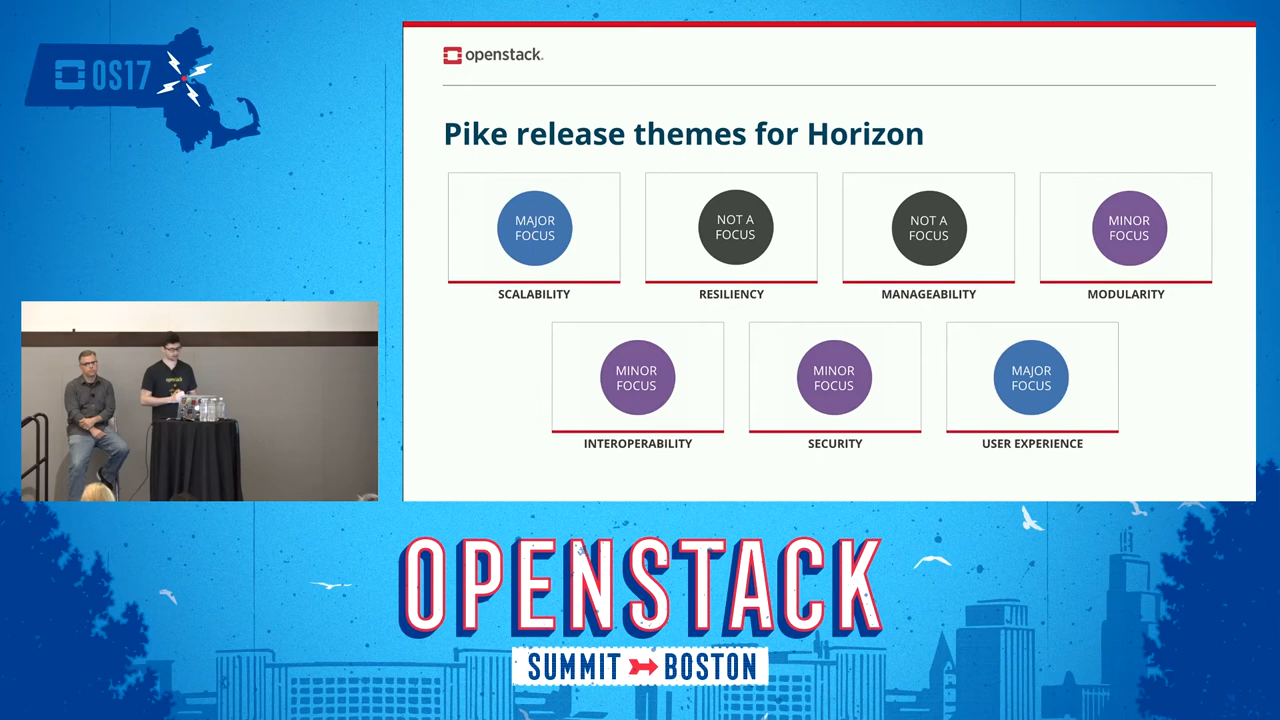 OS17
openstack.
Pike release themes for Horizon
MAJOR
FOCUS
SCALABILITY
NOT A
FOCUS
RESILIENCY
NOT A
FOCUS
MANAGEABILITY
MINOR
FOCUS
MODULARITY
MINOR
FOCUS
INTEROPERABILITY
MINOR
FOCUS
SECURITY
MAJOR
FOCUS
USER EXPERIENCE
openstack
OPENSTACK
SUMMIT BOSTON